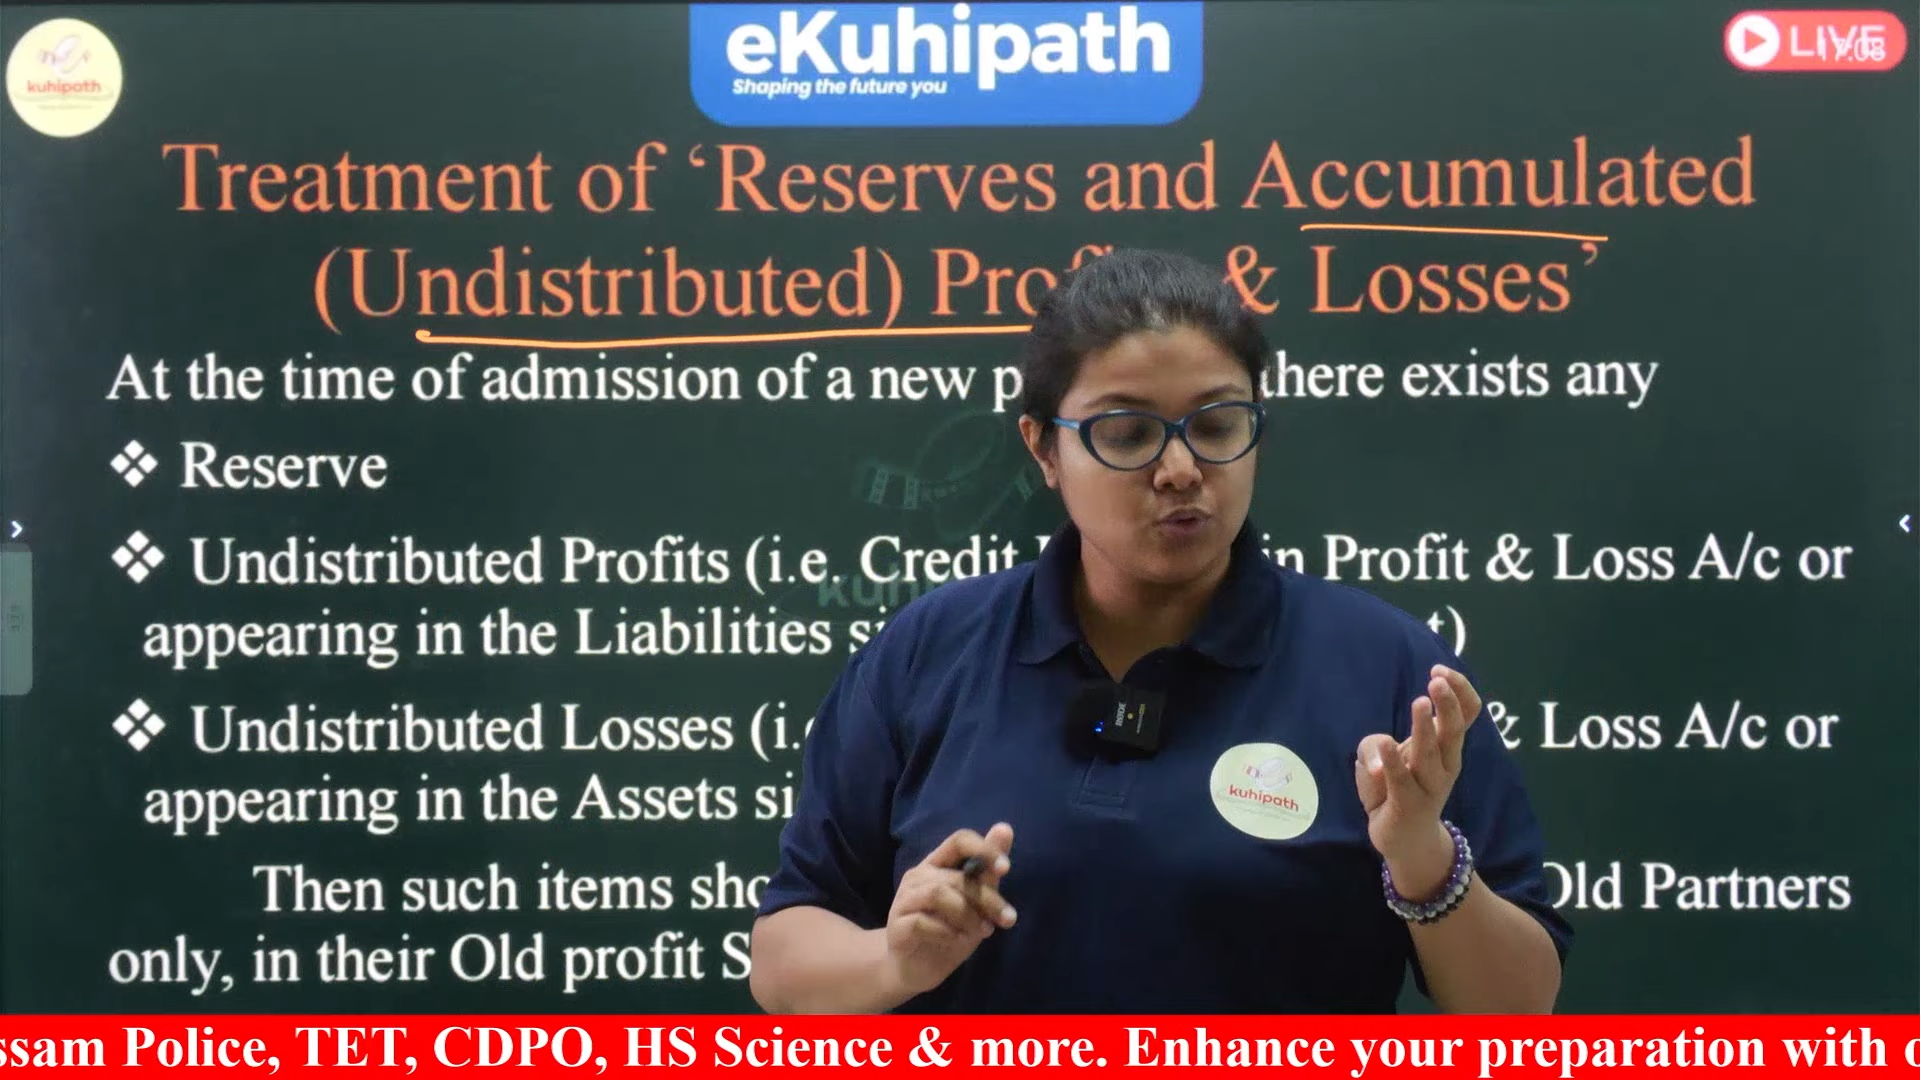 eKuhipath
Shaping the future you
kuhipath
LIVE
Treatment of ‘Reserves and Accumulated
(Undistributed) & Losses’
At the time of admission of a new there exists any
❖ Reserve
❖ Undistributed Profits (i.e. Credit in Profit & Loss A/c or
appearing in the Liabilities
❖ Undistributed Losses & Loss A/c or
appearing in the Assets
Then such items Old Partners
only, in their Old profit
kuhipath
Police, TET, CDPO, HS Science & more. Enhance your preparation with